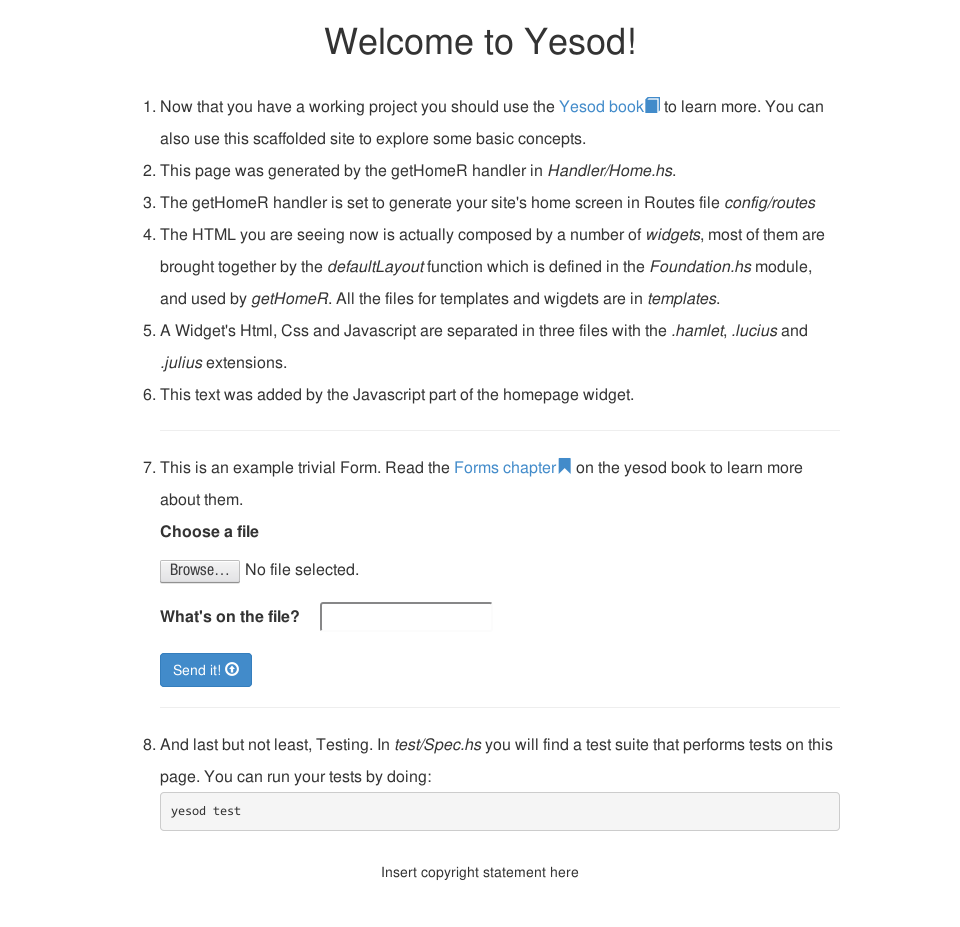 Welcome to Yesod!
1. Now that you have a working project you should use the Yesod book to learn more. You can
also use this scaffolded site to explore some basic concepts.
2. This page was generated by the getHomeR handler in Handler/Home.hs.
3. The getHomeR handler is set to generate your site's home screen in Routes file config/routes
4. The HTML you are seeing now is actually composed by a number of widgets, most of them are
brought together by the defaultLayout function which is defined in the Foundation.hs module,
and used by getHomeR. All the files for templates and wigdets are in templates.
5. A Widget's Html, Css and Javascript are separated in three files with the .hamlet, .lucius and
.julius extensions.
6. This text was added by the Javascript part of the homepage widget.
7. This is an example trivial Form. Read the Forms chapter on the yesod book to learn more
about them.
Choose a file
Browse... No file selected.
What's on the file?
Send it!
8. And last but not least, Testing. In test/Spec.hs you will find a test suite that performs tests on this
page. You can run your tests by doing:
yesod test
Insert copyright statement here